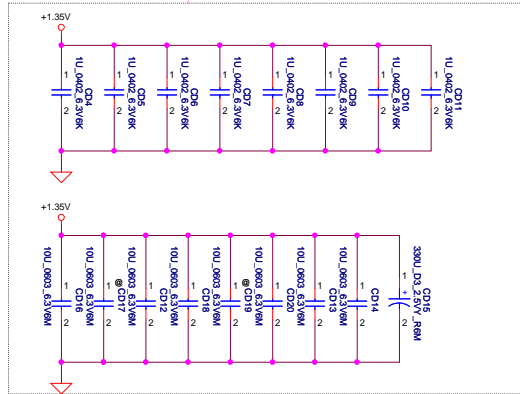 +1.35V
1U_0402_6.3V6K
1
2
CD4
1U_0402_6.3V6K
1
2
CD5
1U_0402_6.3V6K
1
2
CD6
1U_0402_6.3V6K
1
2
CD7
1U_0402_6.3V6K
1
2
CD8
1U_0402_6.3V6K
1
2
CD9
1U_0402_6.3V6K
1
2
CD10
1U_0402_6.3V6K
1
2
CD11
+1.35V
10U_0603_6.3V6M
1
2
CD16
10U_0603_6.3V6M
1
2
@
CD17
10U_0603_6.3V6M
1
2
CD12
10U_0603_6.3V6M
1
2
CD18
10U_0603_6.3V6M
1
2
@
CD19
10U_0603_6.3V6M
1
2
CD20
10U_0603_6.3V6M
1
2
CD13
10U_0603_6.3V6M
1
2
CD14
330U_D3_2.5VY_R6M
1
+
2
CD15